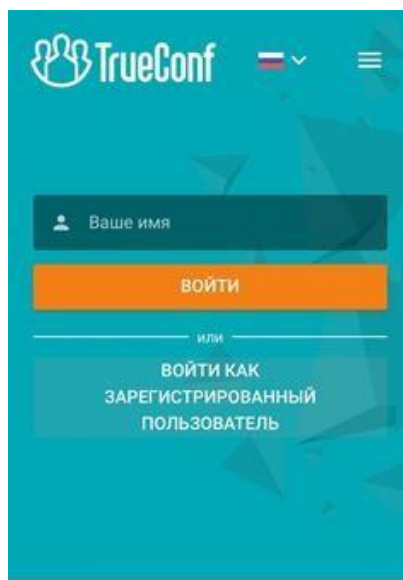 TrueConf
Ваше имя
ВОЙТИ
или
ВОЙТИ КАК
ЗАРЕГИСТРИРОВАННЫЙ
ПОЛЬЗОВАТЕЛЬ